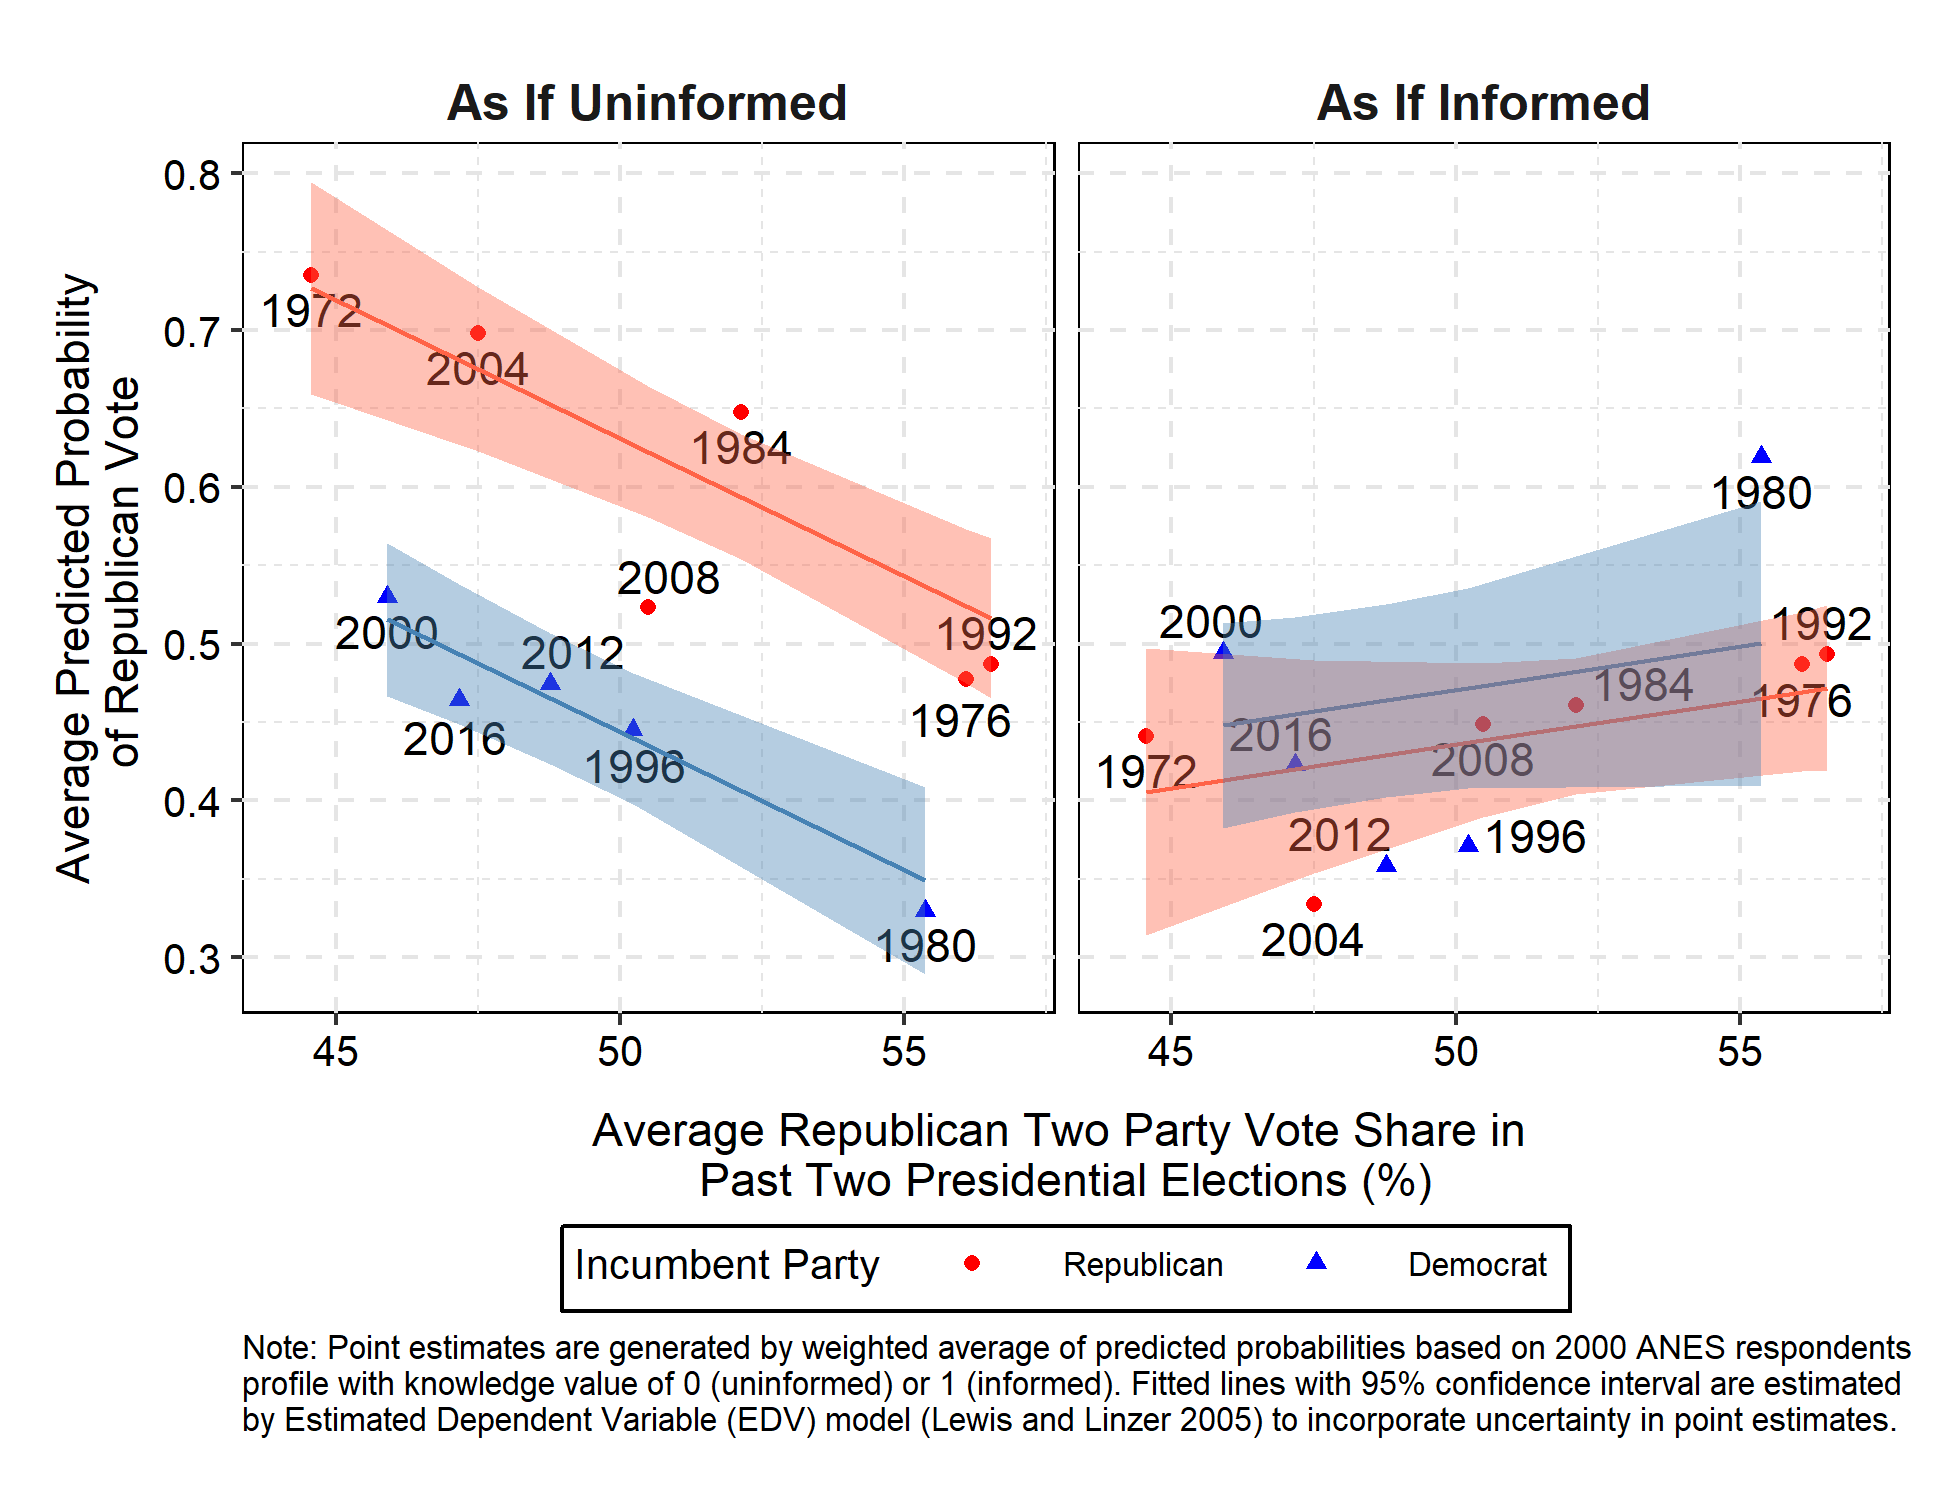 As If Uninformed
As If Informed
Average Predicted Probability
of Republican Vote
0.8
0.7
0.6
0.5
0.4
0.3
1972
2004
1984
2008
1992
1976
2000
2012
2016
1996
1980
1980
2000
1992
1984
1976
2016
2008
1972
2012
1996
2004
45
50
55
45
50
55
Average Republican Two Party Vote Share in
Past Two Presidential Elections (%)
Incumbent Party
Republican
Democrat
Note: Point estimates are generated by weighted average of predicted probabilities based on 2000 ANES respondents
profile with knowledge value of 0 (uninformed) or 1 (informed). Fitted lines with 95% confidence interval are estimated
by Estimated Dependent Variable (EDV) model (Lewis and Linzer 2005) to incorporate uncertainty in point estimates.